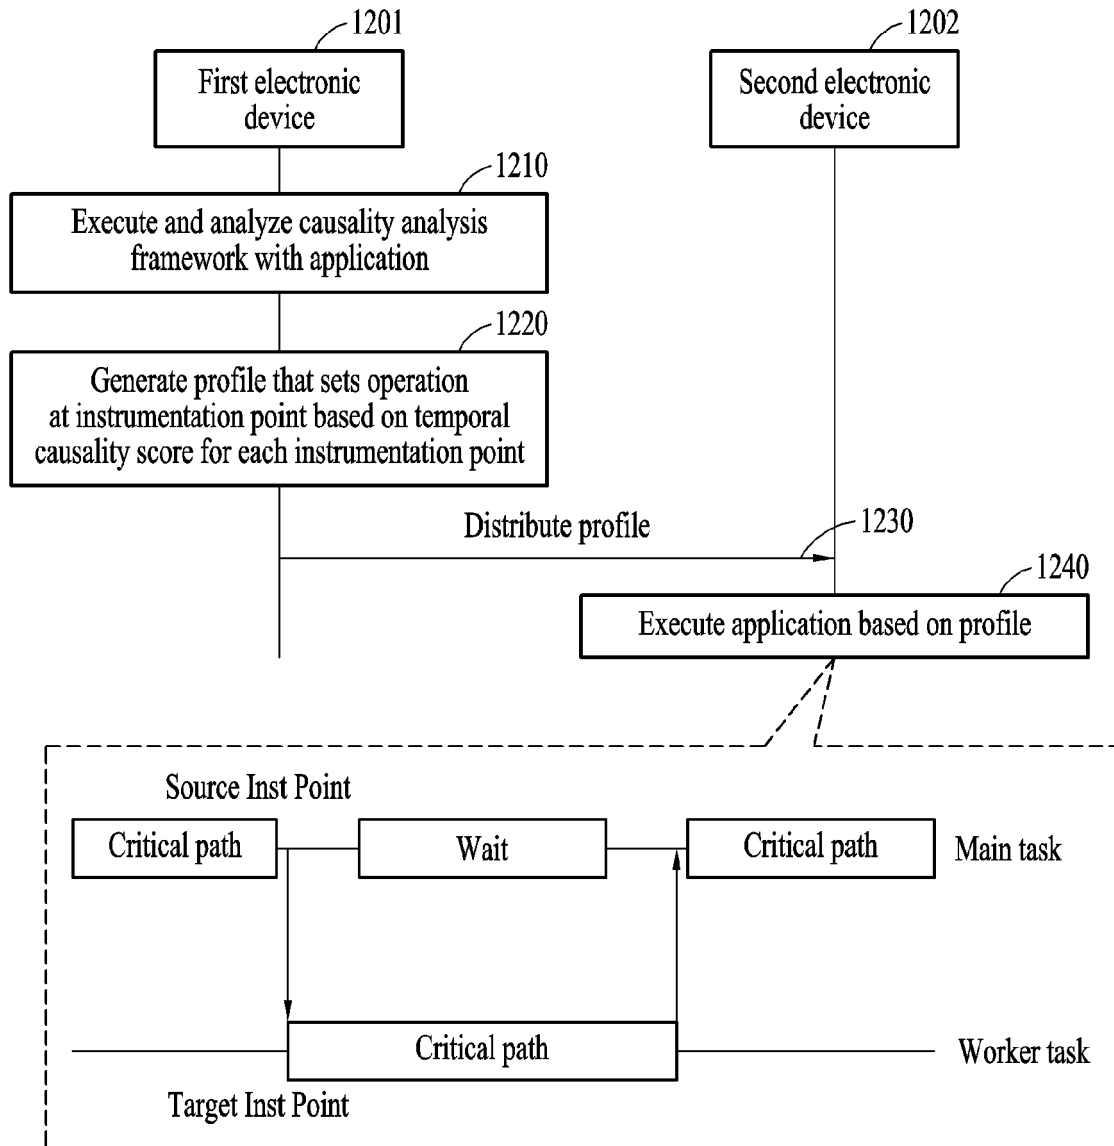 1201
1202
First electronic
device
Second electronic
device
1210
Execute and analyze causality analysis
framework with application
1220
Generate profile that sets operation
at instrumentation point based on temporal
causality score for each instrumentation point
Distribute profile
1230
1240
Execute application based on profile
Source Inst Point
Critical path
Wait
Critical path
Main task
Critical path
Worker task
Target Inst Point